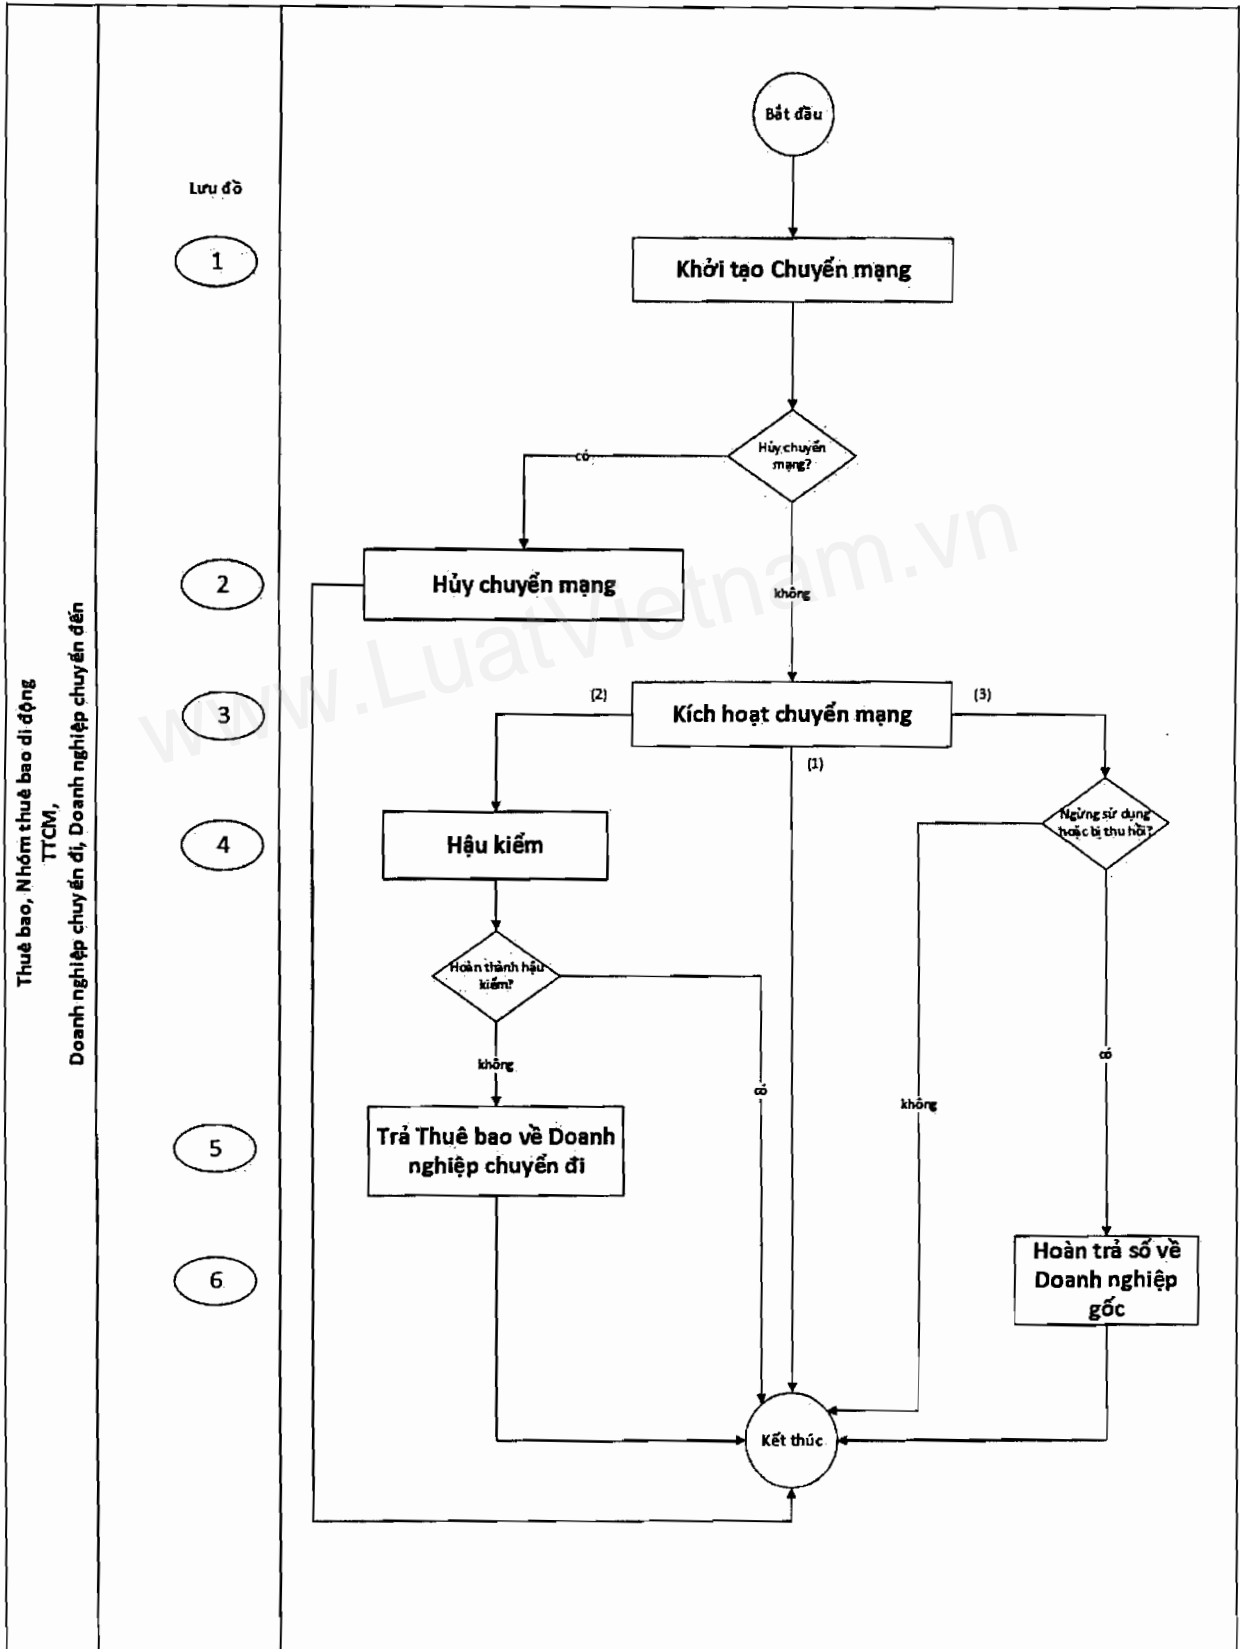 Bắt đầu
Lưu đồ
1
Khởi tạo Chuyển mạng
Hủy chuyển
mạng?
có
2
Hủy chuyển mạng
không
3
(2)
Kích hoạt chuyển mạng
(3)
(1)
Ngừng sử dụng
hoặc bị thu hồi?
4
Hậu kiểm
Hoàn thành hậu
kiểm?
không
có
có
không
5
Trả Thuê bao về Doanh
nghiệp chuyển đi
6
Hoàn trả số về
Doanh nghiệp
gốc
Kết thúc
Thuê bao, Nhóm thuê bao di động
TTCM,
Doanh nghiệp chuyển đi, Doanh nghiệp chuyển đến
www.LuatVietnam.vn